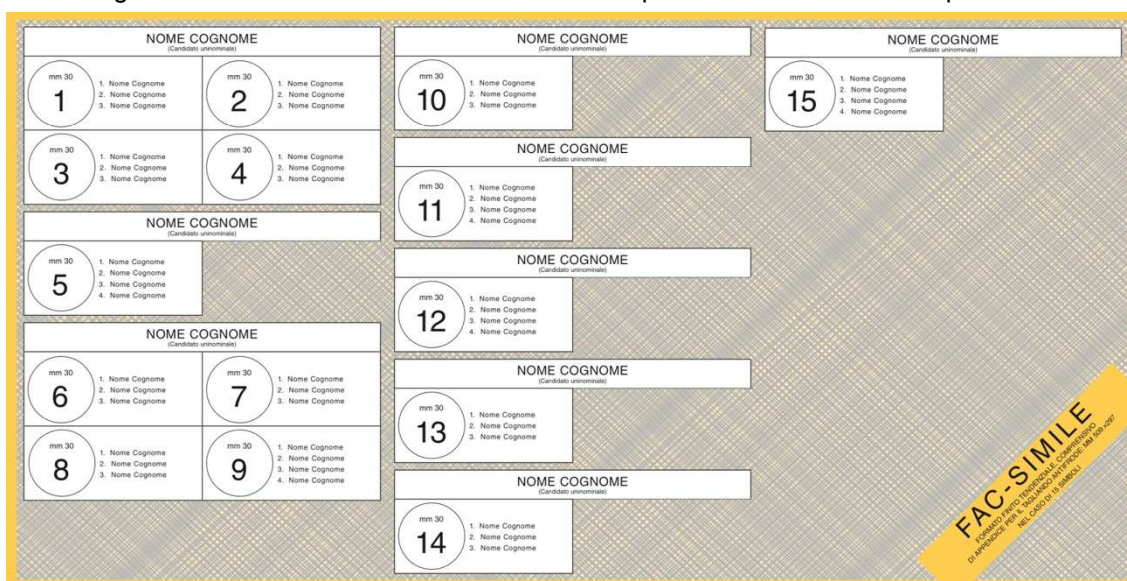 NOME COGNOME
(Candidato uninominale)
mm 30
1
1. Nome Cognome
2. Nome Cognome
3. Nome Cognome
mm 30
2
1. Nome Cognome
2. Nome Cognome
3. Nome Cognome
mm 30
3
1. Nome Cognome
2. Nome Cognome
3. Nome Cognome
mm 30
4
1. Nome Cognome
2. Nome Cognome
3. Nome Cognome
NOME COGNOME
(Candidato uninominale)
mm 30
5
1. Nome Cognome
2. Nome Cognome
3. Nome Cognome
4. Nome Cognome
NOME COGNOME
(Candidato uninominale)
mm 30
6
1. Nome Cognome
2. Nome Cognome
3. Nome Cognome
mm 30
7
1. Nome Cognome
2. Nome Cognome
3. Nome Cognome
mm 30
8
1. Nome Cognome
2. Nome Cognome
3. Nome Cognome
mm 30
9
1. Nome Cognome
2. Nome Cognome
3. Nome Cognome
4. Nome Cognome
NOME COGNOME
(Candidato uninominale)
mm 30
10
1. Nome Cognome
2. Nome Cognome
3. Nome Cognome
NOME COGNOME
(Candidato uninominale)
mm 30
11
1. Nome Cognome
2. Nome Cognome
3. Nome Cognome
4. Nome Cognome
NOME COGNOME
(Candidato uninominale)
mm 30
12
1. Nome Cognome
2. Nome Cognome
3. Nome Cognome
4. Nome Cognome
NOME COGNOME
(Candidato uninominale)
mm 30
13
1. Nome Cognome
2. Nome Cognome
3. Nome Cognome
NOME COGNOME
(Candidato uninominale)
mm 30
14
1. Nome Cognome
2. Nome Cognome
3. Nome Cognome
NOME COGNOME
(Candidato uninominale)
mm 30
15
1. Nome Cognome
2. Nome Cognome
3. Nome Cognome
4. Nome Cognome
FAC-SIMILE
FORMATO FINITO TENDENZIALE, COMPRENSIVO
DI APPENDICE PER IL TAGLIANDO ANTIFRODE: MM 509 x297
NEL CASO DI 15 SIMBOLI